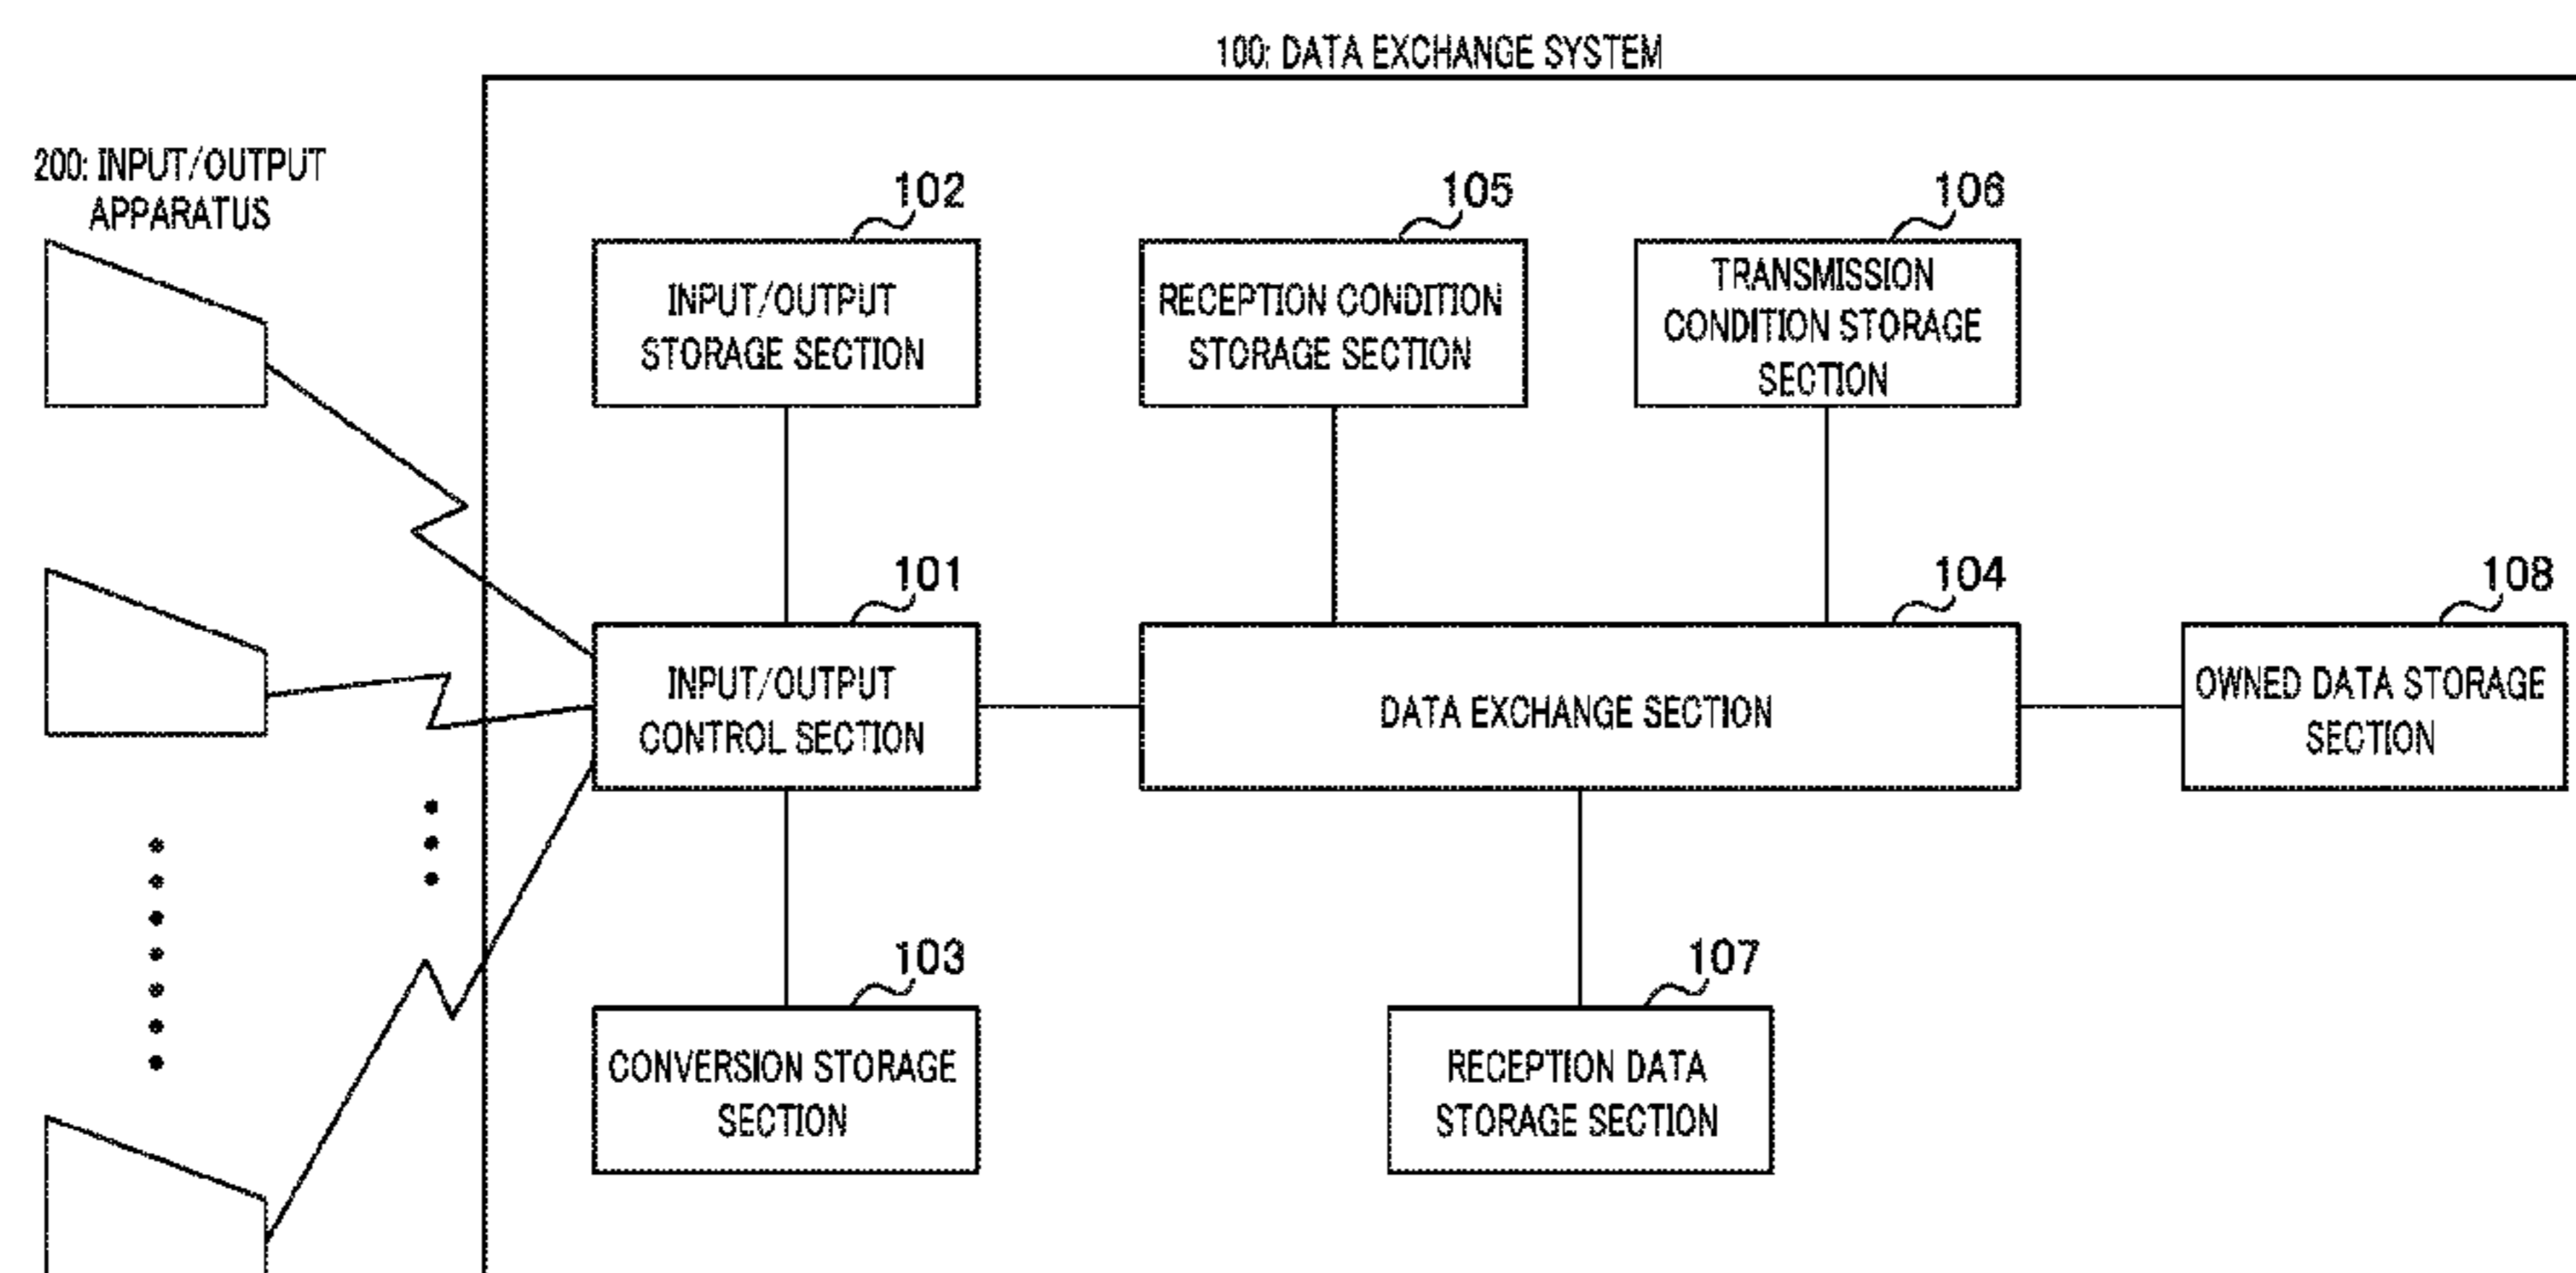 100: DATA EXCHANGE SYSTEM
200: INPUT/OUTPUT
APPARATUS
102
INPUT/OUTPUT
STORAGE SECTION
105
RECEPTION CONDITION
STORAGE SECTION
106
TRANSMISSION
CONDITION STORAGE
SECTION
101
INPUT/OUTPUT
CONTROL SECTION
104
DATA EXCHANGE SECTION
108
OWNED DATA STORAGE
SECTION
103
CONVERSION STORAGE
SECTION
107
RECEPTION DATA
STORAGE SECTION